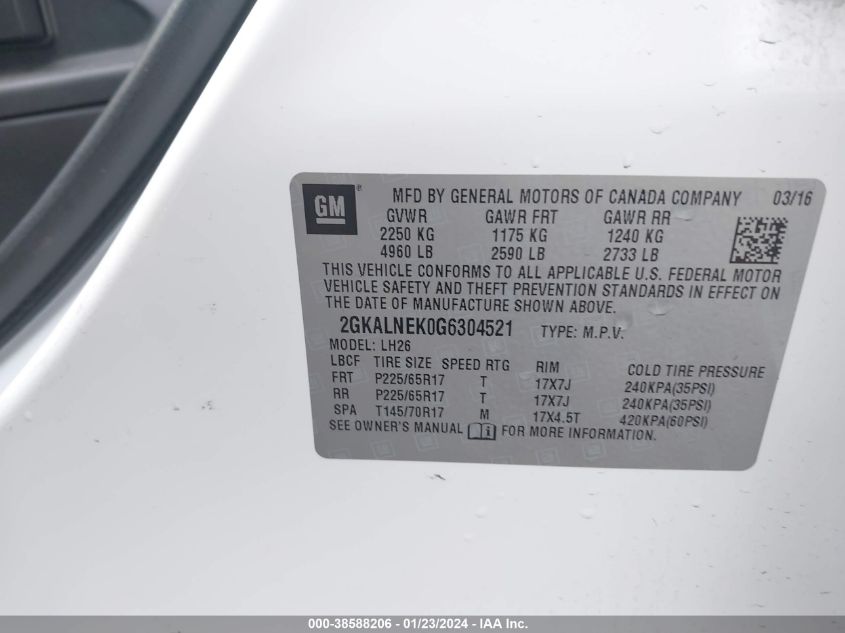 GM ® MFD BY GENERAL MOTORS OF CANADA COMPANY 03/16
GVWR GAWR FRT GAWR RR
2250 KG 1175 KG 1240 KG
4960 LB 2590 LB 2733 LB
THIS VEHICLE CONFORMS TO ALL APPLICABLE U.S. FEDERAL MOTOR
VEHICLE SAFETY AND THEFT PREVENTION STANDARDS IN EFFECT ON
THE DATE OF MANUFACTURE SHOWN ABOVE.
2GKALNEK0G6304521 TYPE: M.P.V.
MODEL: LH26
LBCF TIRE SIZE SPEED RTG RIM COLD TIRE PRESSURE
FRT P225/65R17 T 17X7J 240KPA(35PSI)
RR P225/65R17 T 17X7J 240KPA(35PSI)
SPA T145/70R17 M 17X4.5T 420KPA(60PSI)
SEE OWNER'S MANUAL i FOR MORE INFORMATION.
000-38588206 - 01/23/2024 - IAA Inc.